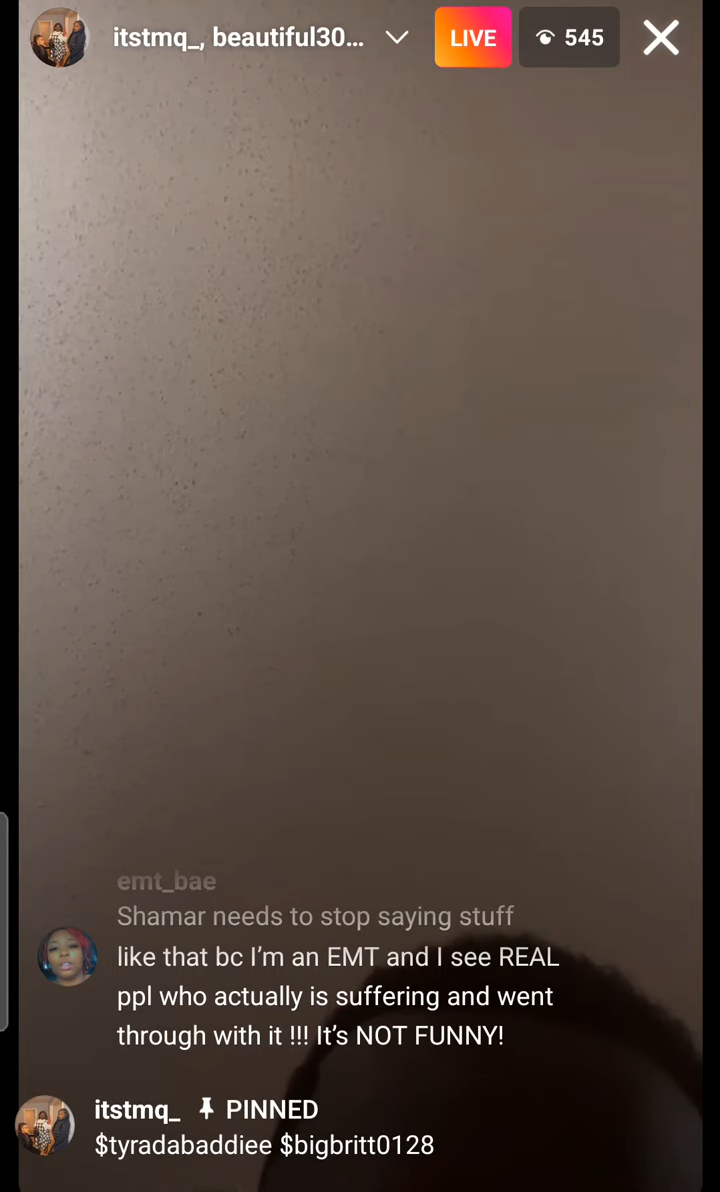 itstmq_, beautiful30...
LIVE
545
emt_bae
Shamar needs to stop saying stuff
like that bc I’m an EMT and I see REAL
ppl who actually is suffering and went
through with it !!! It’s NOT FUNNY!
itstmq_ PINNED
$tyradabaddiee $bigbritt0128